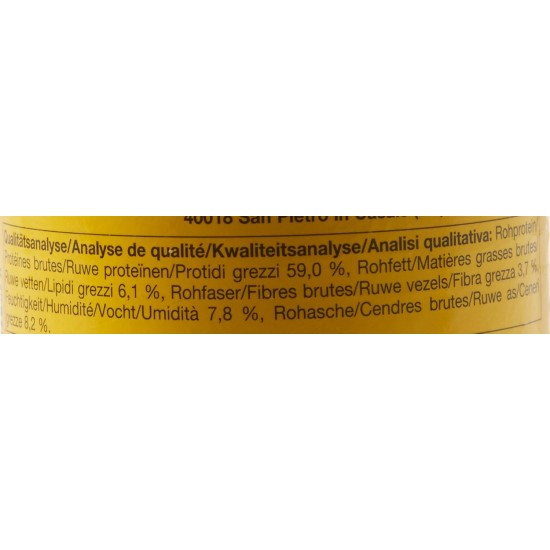 40018 San Pietro in
Qualitätsanalyse/Analyse de qualité/Kwaliteitsanalyse/Analisi qualitativa: Rohprotein/
Protéines brutes/Ruwe proteïnen/Protidi grezzi 59,0 %, Rohfett/Matières grasses brutes/
Ruwe vetten/Lipidi grezzi 6,1 %, Rohfaser/Fibres brutes/Ruwe vezels/Fibra grezza 3,7 %,
Feuchtigkeit/Humidité/Vocht/Umidità 7,8 %, Rohasche/Cendres brutes/Ruwe as/Ceneri
grezze 8,2 %.